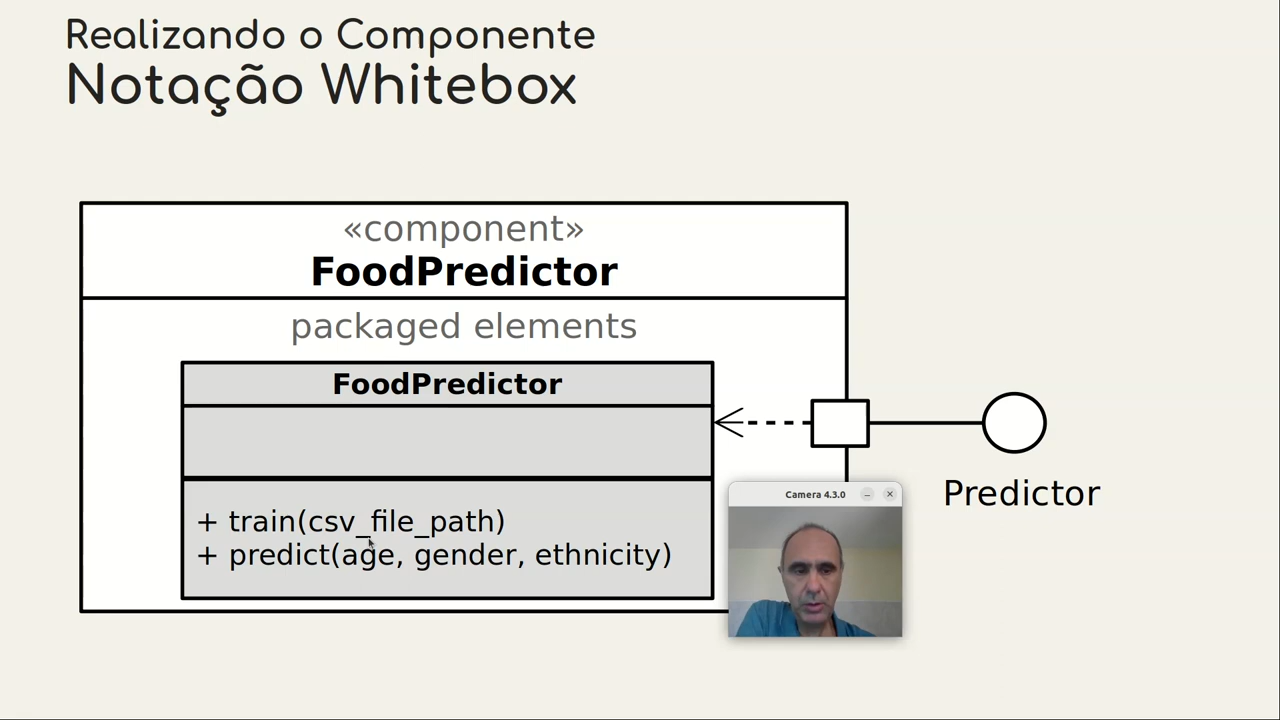 Realizando o Componente
Notação Whitebox
«component»
FoodPredictor
packaged elements
FoodPredictor
+ train(csv_file_path)
+ predict(age, gender, ethnicity)
Predictor
Camera 4.3.0